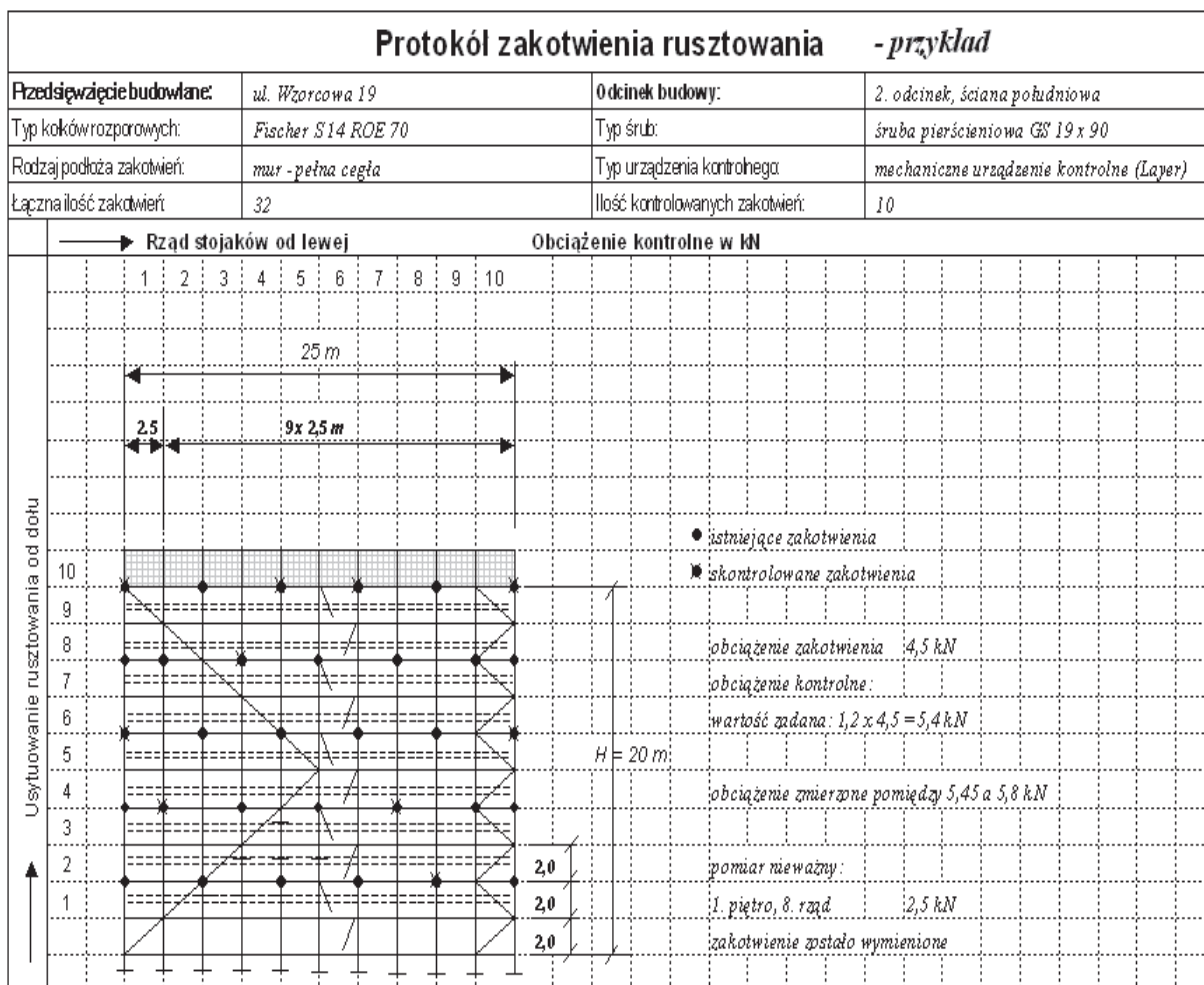 Protokół zakotwienia rusztowania - przykład
Przedsięwzięcie budowlane: ul. Wzorcowa 19 Odcinek budowy: 2. odcinek, ściana południowa
Typ kołków rozporowych: Fischer S 14 ROE 70 Typ śrub: śruba pierścieniowa GS 19 x 90
Rodzaj podłoża zakotwień: mur - pełna cegła Typ urządzenia kontrolnego: mechaniczne urządzenie kontrolne (Layer)
Łączna ilość zakotwień: 32 Ilość kontrolowanych zakotwień: 10
Rząd stojaków od lewej Obciążenie kontrolne w kN
1 2 3 4 5 6 7 8 9 10
25 m
2.5 9x 2,5 m
Usytuowanie rusztowania od dołu
istniejące zakotwienia
10 skontrolowane zakotwienia
9
8 obciążenie zakotwienia :4,5 kN
7 obciążenie kontrolne :
6 wartość zadana : 1,2 x 4,5 = 5,4 kN
5 H = 20 m
4 obciążenie zmierzone pomiędzy 5,45 a 5,8 kN
3
2 2,0 pomiar nieważny :
1 2,0 1. piętro, 8. rząd :2,5 kN
2,0 zakotwienie zostało wymienione